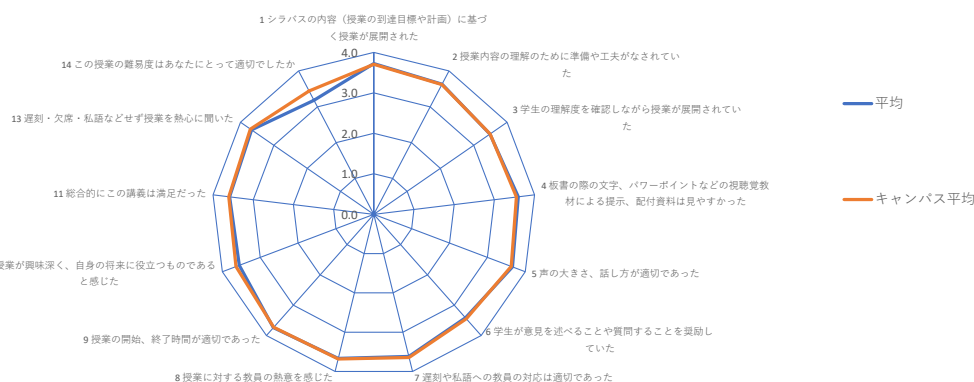 1 シラバスの内容（授業の到達目標や計画）に基づ
く授業が展開された
2 授業内容の理解のために準備や工夫がなされてい
た
3 学生の理解度を確認しながら授業が展開されてい
た
4 板書の際の文字、パワーポイントなどの視聴覚教
材による提示、配付資料は見やすかった
5 声の大きさ、話し方が適切であった
6 学生が意見を述べることや質問することを奨励し
ていた
7 遅刻や私語への教員の対応は適切であった
8 授業に対する教員の熱意を感じた
9 授業の開始、終了時間が適切であった
授業が興味深く、自身の将来に役立つものである
と感じた
11 総合的にこの講義は満足だった
13 遅刻・欠席・私語などせず授業を熱心に聞いた
14 この授業の難易度はあなたにとって適切でしたか
4.0
3.0
2.0
1.0
0.0
平均
キャンパス平均